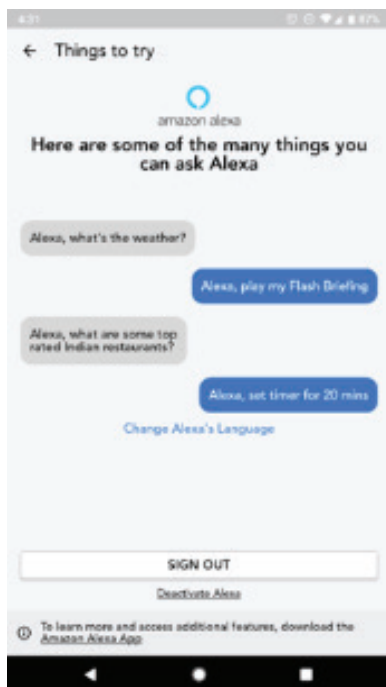 4:31
87%
Things to try
amazon alexa
Here are some of the many things you
can ask Alexa
Alexa, what's the weather?
Alexa, play my Flash Briefing
Alexa, what are some top
rated Indian restaurants?
Alexa, set timer for 20 mins
Change Alexa's Language
SIGN OUT
Deactivate Alexa
To learn more and access additional features, download the
Amazon Alexa App